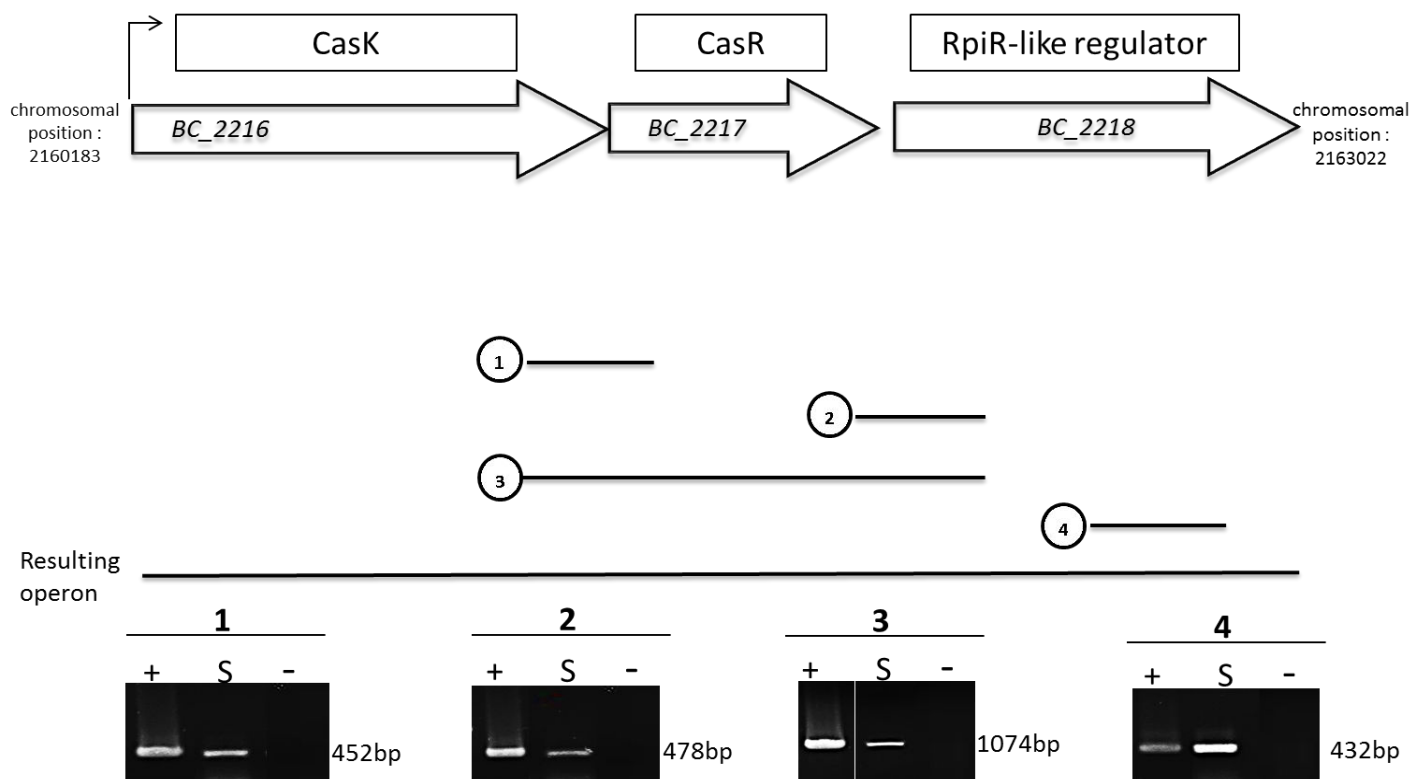 CasK
CasR
RpiR-like regulator
chromosomal
position :
2160183
BC_2216
BC_2217
BC_2218
chromosomal
position :
2163022
1
2
3
4
Resulting
operon
1
+ S -
452bp
2
+ S -
478bp
3
+ S -
1074bp
4
+ S -
432bp